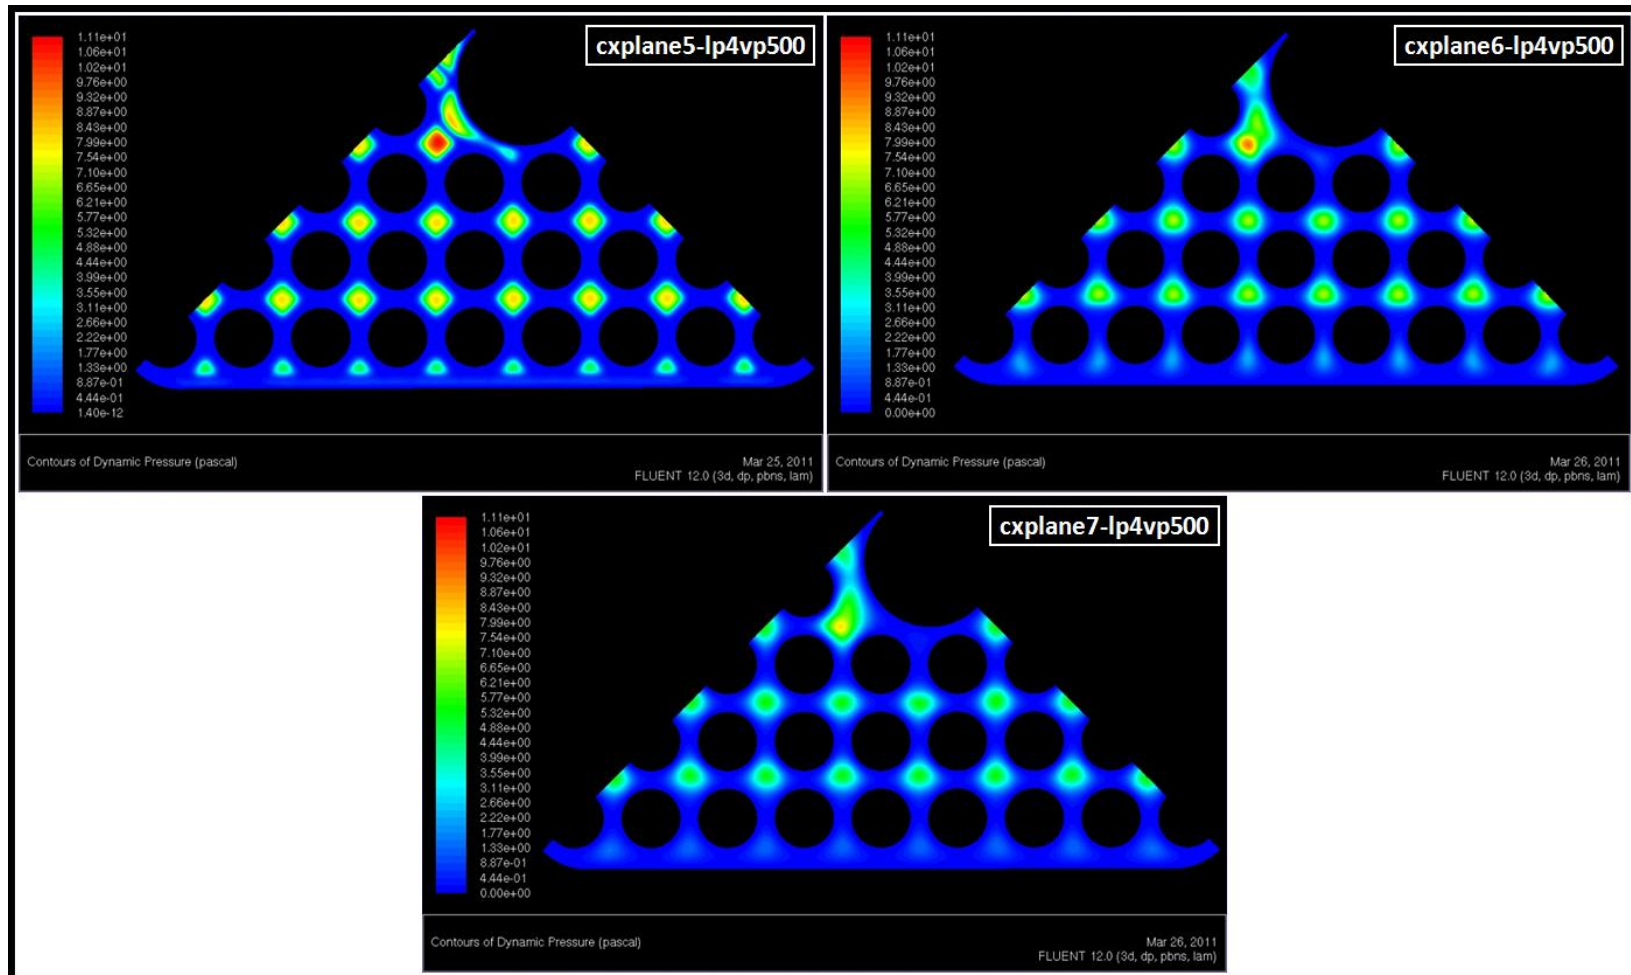 cxplane5-lp4vp500
1.11e+01
1.06e+01
1.02e+01
9.76e+00
9.32e+00
8.87e+00
8.43e+00
7.99e+00
7.54e+00
7.10e+00
6.65e+00
6.21e+00
5.77e+00
5.32e+00
4.88e+00
4.44e+00
3.99e+00
3.55e+00
3.11e+00
2.66e+00
2.22e+00
1.77e+00
1.33e+00
8.87e-01
4.44e-01
1.40e-12
Contours of Dynamic Pressure (pascal)
Mar 25, 2011
FLUENT 12.0 (3d, dp, pbns, lam)
cxplane6-lp4vp500
1.11e+01
1.06e+01
1.02e+01
9.76e+00
9.32e+00
8.87e+00
8.43e+00
7.99e+00
7.54e+00
7.10e+00
6.65e+00
6.21e+00
5.77e+00
5.32e+00
4.88e+00
4.44e+00
3.99e+00
3.55e+00
3.11e+00
2.66e+00
2.22e+00
1.77e+00
1.33e+00
8.87e-01
4.44e-01
0.00e+00
Contours of Dynamic Pressure (pascal)
Mar 26, 2011
FLUENT 12.0 (3d, dp, pbns, lam)
cxplane7-lp4vp500
1.11e+01
1.06e+01
1.02e+01
9.76e+00
9.32e+00
8.87e+00
8.43e+00
7.99e+00
7.54e+00
7.10e+00
6.65e+00
6.21e+00
5.77e+00
5.32e+00
4.88e+00
4.44e+00
3.99e+00
3.55e+00
3.11e+00
2.66e+00
2.22e+00
1.77e+00
1.33e+00
8.87e-01
4.44e-01
0.00e+00
Contours of Dynamic Pressure (pascal)
Mar 26, 2011
FLUENT 12.0 (3d, dp, pbns, lam)